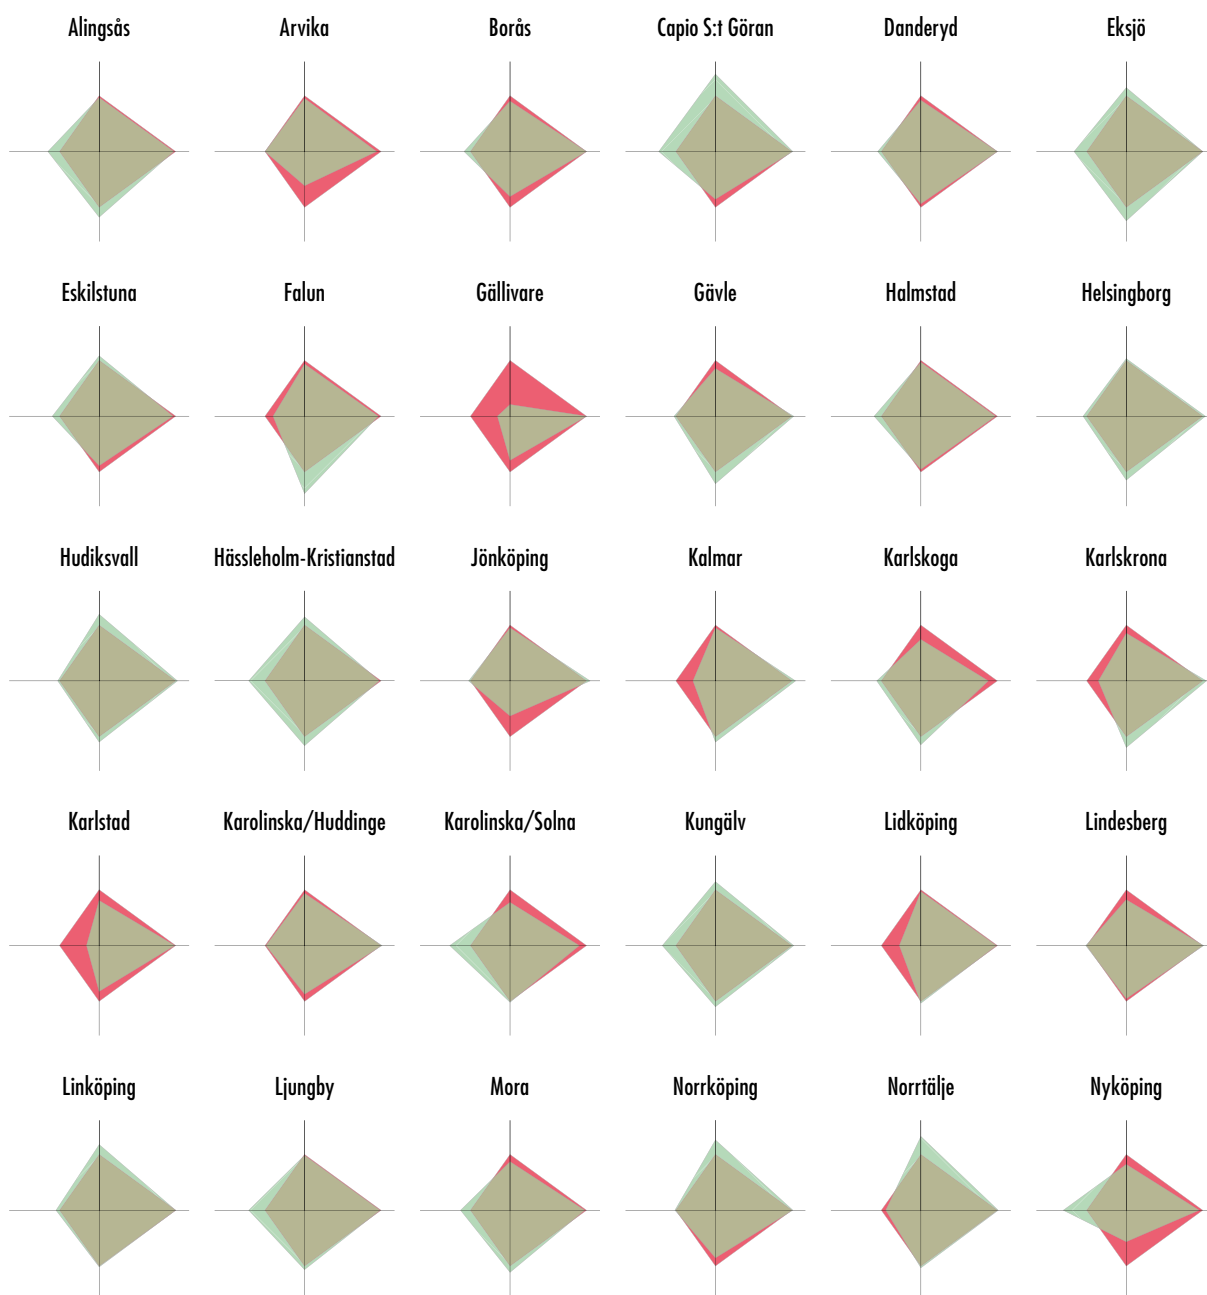 Alingsås Arvika Borås Capio S:t Göran Danderyd Eksjö
Eskilstuna Falun Gällivare Gävle Halmstad Helsingborg
Hudiksvall Hässleholm-Kristianstad Jönköping Kalmar Karlskoga Karlskrona
Karlstad Karolinska/Huddinge Karolinska/Solna Kungälv Lidköping Lindesberg
Linköping Ljungby Mora Norrköping Norrtälje Nyköping